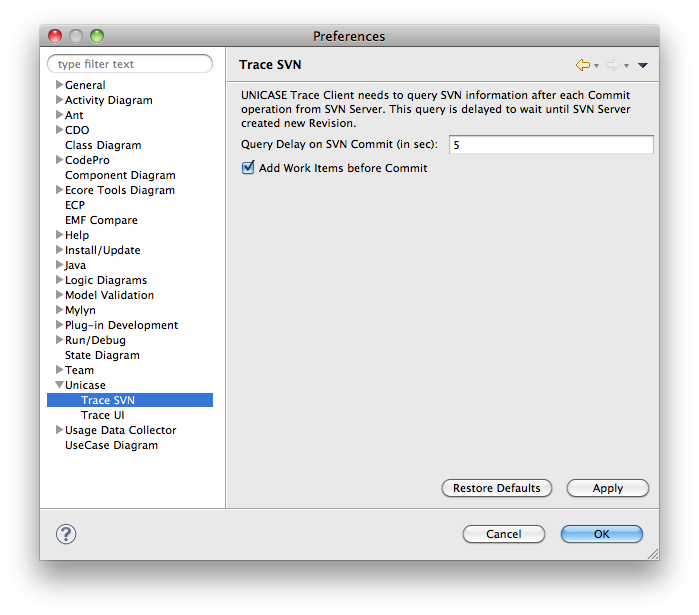 Preferences
type filter text
General
Activity Diagram
Ant
CDO
Class Diagram
CodePro
Component Diagram
Ecore Tools Diagram
ECP
EMF Compare
Help
Install/Update
Java
Logic Diagrams
Model Validation
Mylyn
Plug-in Development
Run/Debug
State Diagram
Team
Unicase
Trace SVN
Trace UI
Usage Data Collector
UseCase Diagram
Trace SVN
UNICASE Trace Client needs to query SVN information after each Commit
operation from SVN Server. This query is delayed to wait until SVN Server
created new Revision.
Query Delay on SVN Commit (in sec): 5
Add Work Items before Commit
Restore Defaults Apply
? Cancel OK